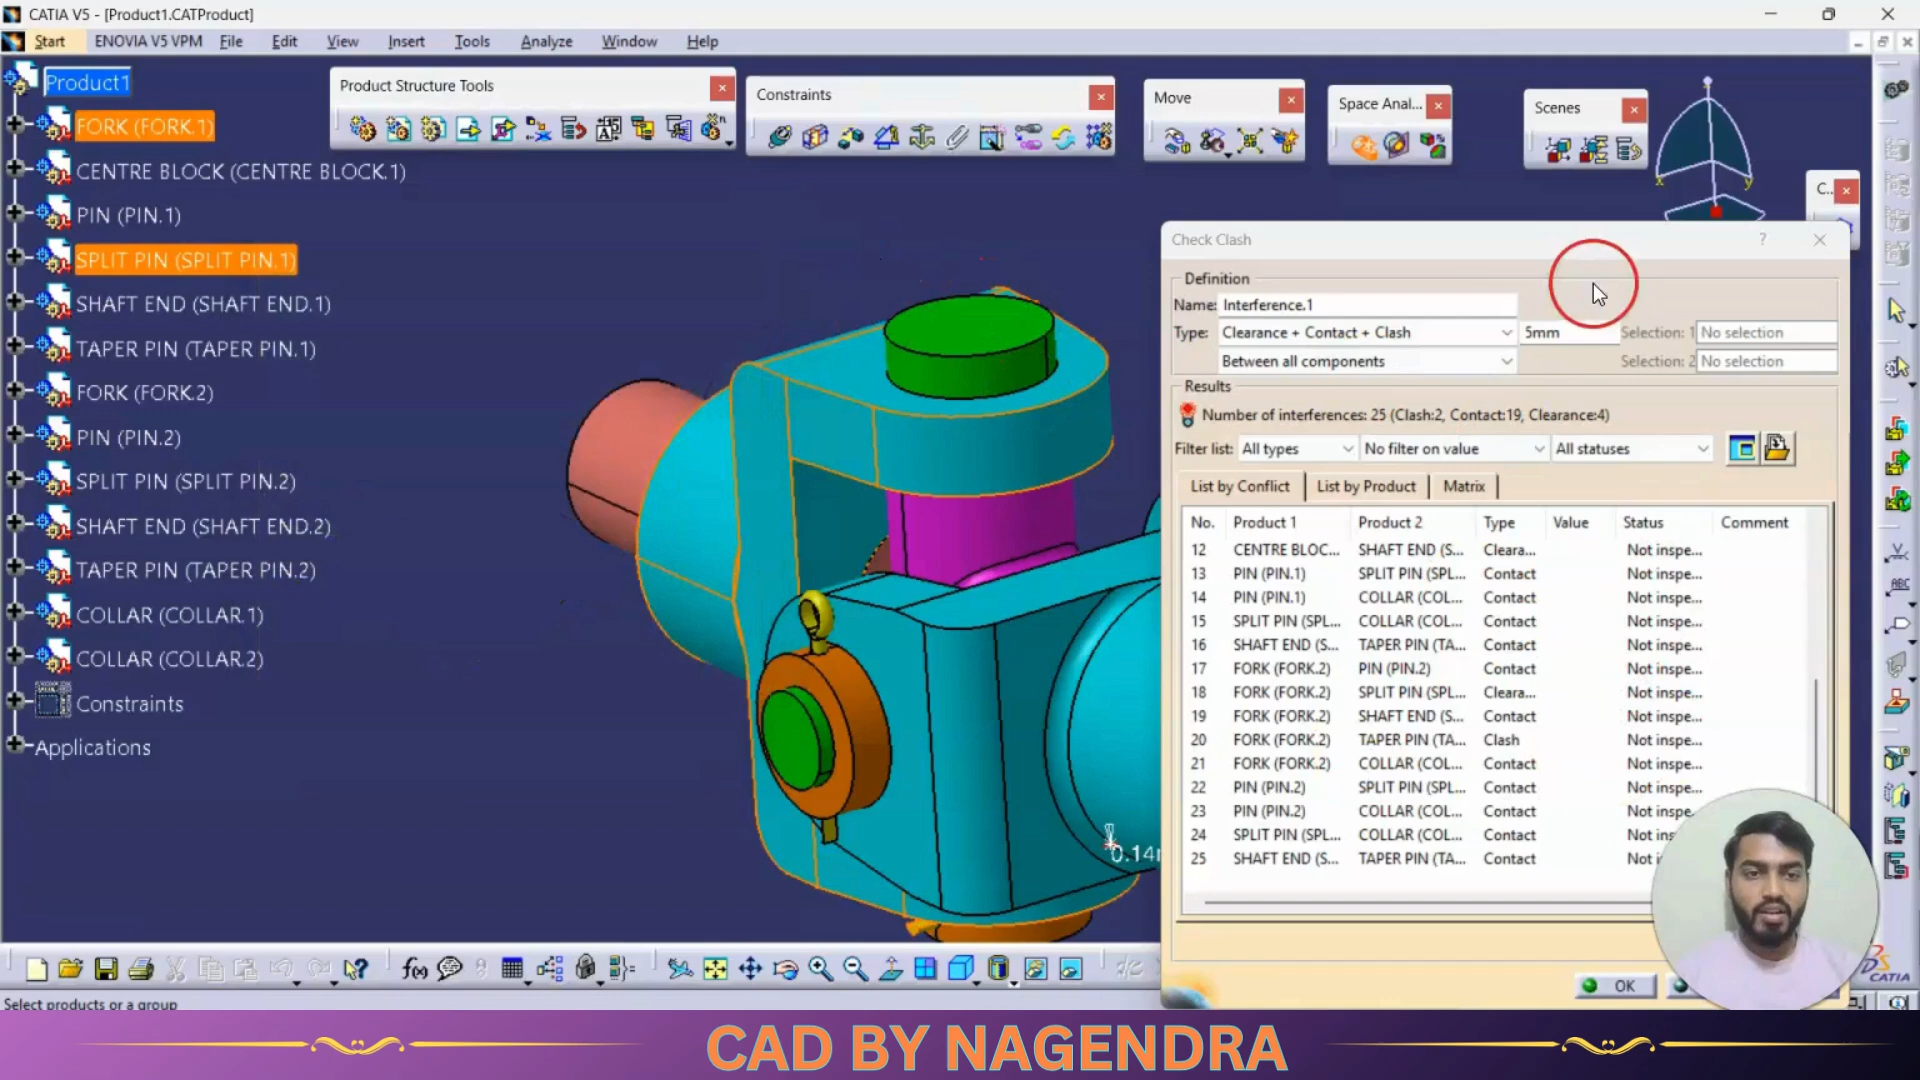 CATIA V5 - [Product1.CATProduct]
Start ENOVIA V5 VPM File Edit View Insert Tools Analyze Window Help
Product1
FORK (FORK.1)
CENTRE BLOCK (CENTRE BLOCK.1)
PIN (PIN.1)
SPLIT PIN (SPLIT PIN.1)
SHAFT END (SHAFT END.1)
TAPER PIN (TAPER PIN.1)
FORK (FORK.2)
PIN (PIN.2)
SPLIT PIN (SPLIT PIN.2)
SHAFT END (SHAFT END.2)
TAPER PIN (TAPER PIN.2)
COLLAR (COLLAR.1)
COLLAR (COLLAR.2)
Constraints
Applications
Product Structure Tools
Constraints
Move
Space Anal...
Scenes
C...
x y
Check Clash
Definition
Name: Interference.1
Type: Clearance + Contact + Clash 5mm Selection: 1 No selection
Between all components Selection: 2 No selection
Results
Number of interferences: 25 (Clash:2, Contact:19, Clearance:4)
Filter list: All types No filter on value All statuses
List by Conflict List by Product Matrix
No. Product 1 Product 2 Type Value Status Comment
12 CENTRE BLOC... SHAFT END (S... Cleara... Not inspe...
13 PIN (PIN.1) SPLIT PIN (SPL... Contact Not inspe...
14 PIN (PIN.1) COLLAR (COL... Contact Not inspe...
15 SPLIT PIN (SPL... COLLAR (COL... Contact Not inspe...
16 SHAFT END (S... TAPER PIN (TA... Contact Not inspe...
17 FORK (FORK.2) PIN (PIN.2) Contact Not inspe...
18 FORK (FORK.2) SPLIT PIN (SPL... Cleara... Not inspe...
19 FORK (FORK.2) SHAFT END (S... Contact Not inspe...
20 FORK (FORK.2) TAPER PIN (TA... Clash Not inspe...
21 FORK (FORK.2) COLLAR (COL... Contact Not inspe...
22 PIN (PIN.2) SPLIT PIN (SPL... Contact Not inspe...
23 PIN (PIN.2) COLLAR (COL... Contact Not inspe...
24 SPLIT PIN (SPL... COLLAR (COL... Contact Not
25 SHAFT END (S... TAPER PIN (TA... Contact Not
0.14
OK
ABC
f(x)
CATIA
Select products or a group
CAD BY NAGENDRA